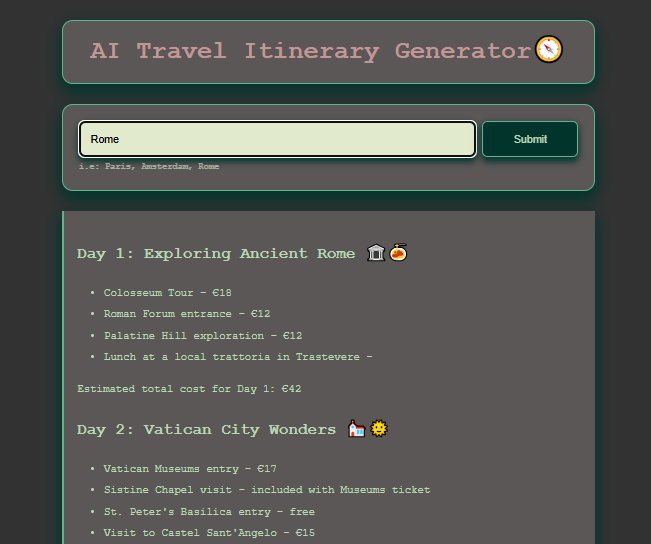 AI Travel Itinerary Generator
Rome
Submit
i.e: Paris, Amsterdam, Rome
Day 1: Exploring Ancient Rome
• Colosseum Tour - €18
• Roman Forum entrance - €12
• Palatine Hill exploration - €12
• Lunch at a local trattoria in Trastevere -
Estimated total cost for Day 1: €42
Day 2: Vatican City Wonders
• Vatican Museums entry - €17
• Sistine Chapel visit - included with Museums ticket
• St. Peter's Basilica entry - free
• Visit to Castel Sant'Angelo - €15